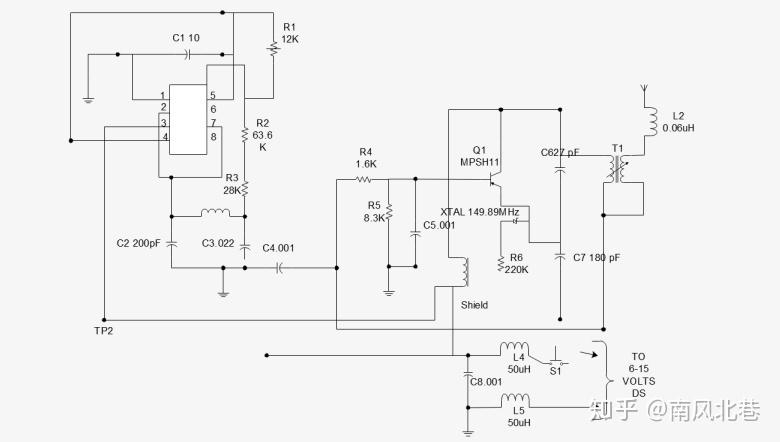 C1 10
R1
12K
1
2
3
4
5
6
7
8
R2
63.6
K
R3
28K
C2 200pF
C3.022
C4.001
TP2
R4
1.6K
R5
8.3K
C5.001
Q1
MPSH11
XTAL 149.89MHz
R6
220K
C627 pF
C7 180 pF
T1
L2
0.06uH
Shield
C8.001
L4
50uH
S1
L5
50uH
TO
6-15
VOLTS
DS
知乎 @南风北巷